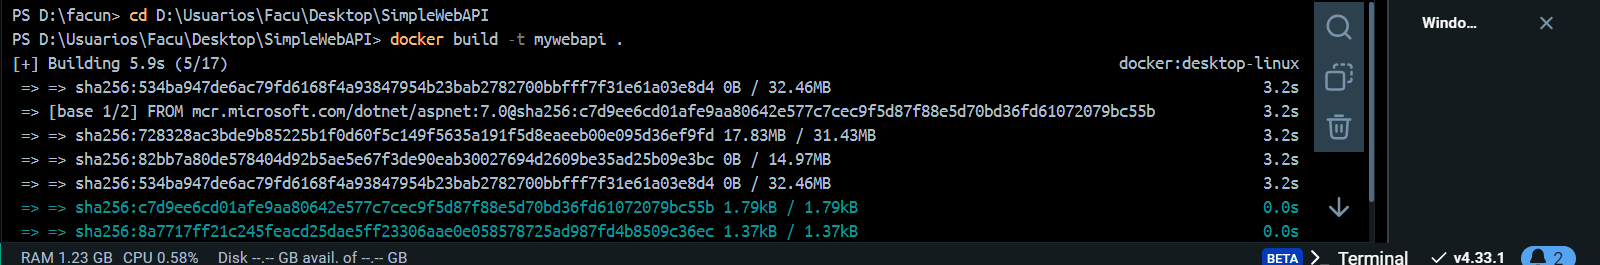 PS D:\facun> cd D:\Usuarios\Facu\Desktop\SimpleWebAPI
PS D:\Usuarios\Facu\Desktop\SimpleWebAPI> docker build -t mywebapi .
[+] Building 5.9s (5/17) docker:desktop-linux
=> => sha256:534ba947de6ac79fd6168f4a93847954b23bab2782700bbfff7f31e61a03e8d4 0B / 32.46MB 3.2s
=> [base 1/2] FROM mcr.microsoft.com/dotnet/aspnet:7.0@sha256:c7d9ee6cd01afe9aa80642e577c7cec9f5d87f88e5d70bd36fd61072079bc55b 3.2s
=> => sha256:728328ac3bde9b85225b1f0d60f5c149f5635a191f5d8eaeeb00e095d36ef9fd 17.83MB / 31.43MB 3.2s
=> => sha256:82bb7a80de578404d92b5ae5e67f3de90eab30027694d2609be35ad25b09e3bc 0B / 14.97MB 3.2s
=> => sha256:534ba947de6ac79fd6168f4a93847954b23bab2782700bbfff7f31e61a03e8d4 0B / 32.46MB 3.2s
=> => sha256:c7d9ee6cd01afe9aa80642e577c7cec9f5d87f88e5d70bd36fd61072079bc55b 1.79kB / 1.79kB 0.0s
=> => sha256:8a7717ff21c245feacd25dae5ff23306aae0e058578725ad987fd4b8509c36ec 1.37kB / 1.37kB 0.0s
Windo...
RAM 1.23 GB CPU 0.58% Disk --.-- GB avail. of --.-- GB BETA >_ Terminal v4.33.1 2